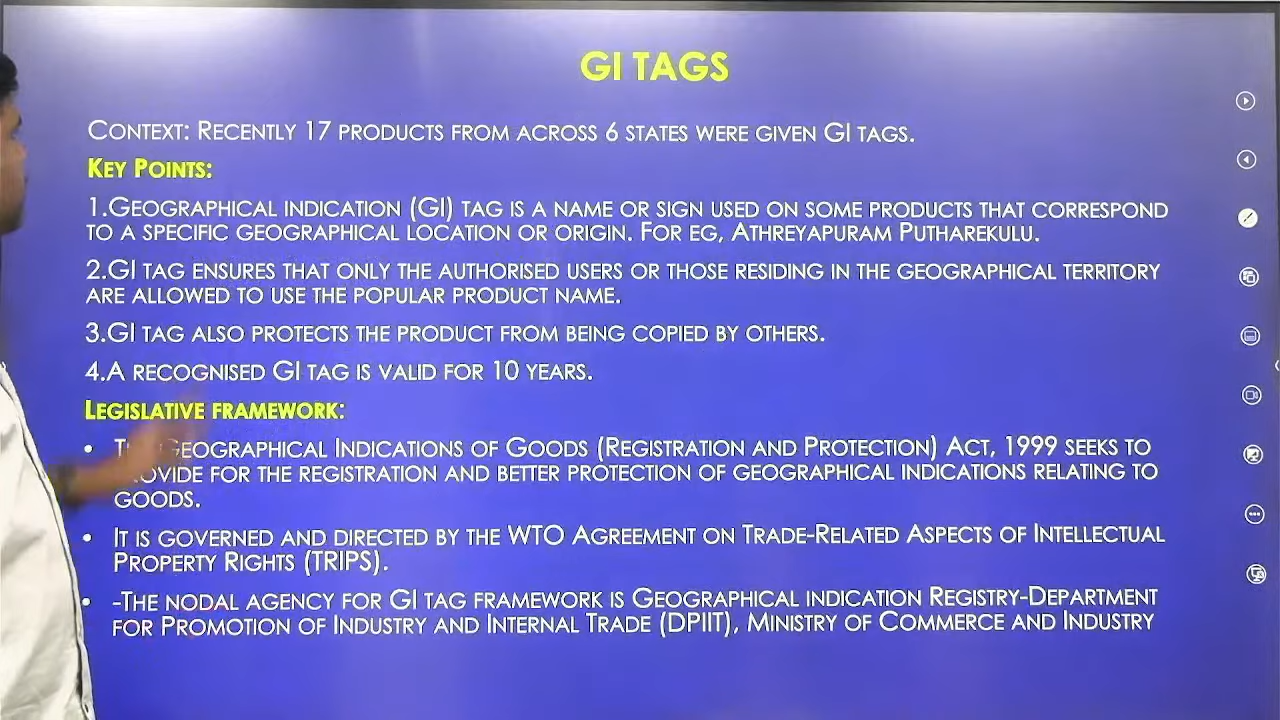 GI TAGS
CONTEXT: RECENTLY 17 PRODUCTS FROM ACROSS 6 STATES WERE GIVEN GI TAGS.
KEY POINTS:
1.GEOGRAPHICAL INDICATION (GI) TAG IS A NAME OR SIGN USED ON SOME PRODUCTS THAT CORRESPOND
TO A SPECIFIC GEOGRAPHICAL LOCATION OR ORIGIN. FOR EG, ATHREYAPURAM PUTHAREKULU.
2.GI TAG ENSURES THAT ONLY THE AUTHORISED USERS OR THOSE RESIDING IN THE GEOGRAPHICAL TERRITORY
ARE ALLOWED TO USE THE POPULAR PRODUCT NAME.
3.GI TAG ALSO PROTECTS THE PRODUCT FROM BEING COPIED BY OTHERS.
4.A RECOGNISED GI TAG IS VALID FOR 10 YEARS.
LEGISLATIVE FRAMEWORK:
• GEOGRAPHICAL INDICATIONS OF GOODS (REGISTRATION AND PROTECTION) ACT, 1999 SEEKS TO
PROVIDE FOR THE REGISTRATION AND BETTER PROTECTION OF GEOGRAPHICAL INDICATIONS RELATING TO
GOODS.
• IT IS GOVERNED AND DIRECTED BY THE WTO AGREEMENT ON TRADE-RELATED ASPECTS OF INTELLECTUAL
PROPERTY RIGHTS (TRIPS).
• -THE NODAL AGENCY FOR GI TAG FRAMEWORK IS GEOGRAPHICAL INDICATION REGISTRY-DEPARTMENT
FOR PROMOTION OF INDUSTRY AND INTERNAL TRADE (DPIIT), MINISTRY OF COMMERCE AND INDUSTRY